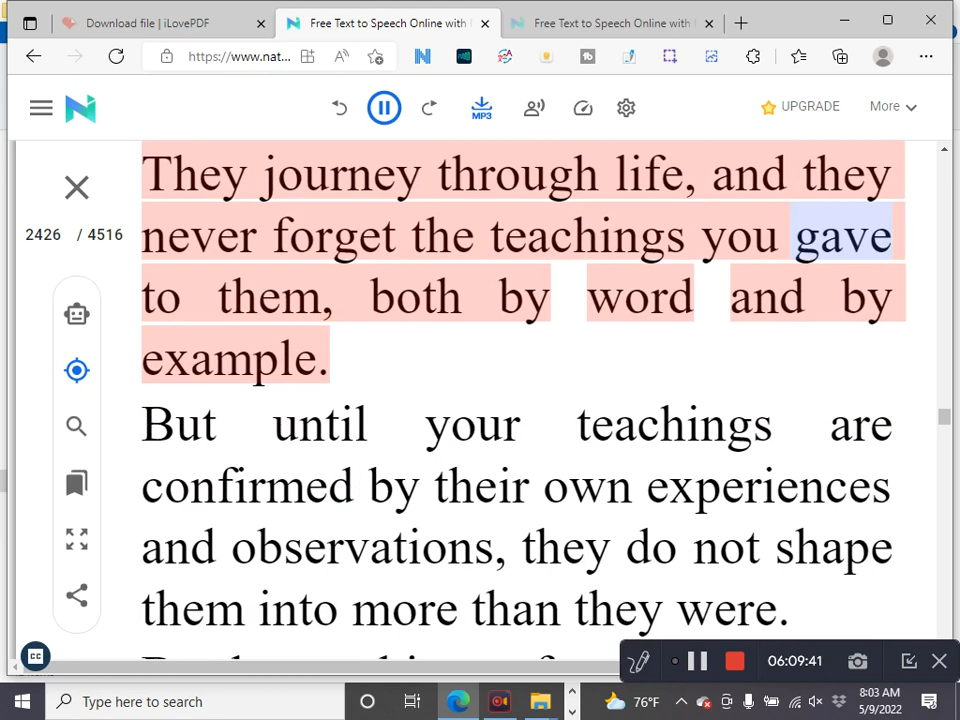 Download file | iLovePDF
Free Text to Speech Online with
Free Text to Speech Online with
https://www.nat...
MP3
UPGRADE
More
They journey through life, and they
2426 / 4516
never forget the teachings you gave
to them, both by word and by
example.
But until your teachings are
confirmed by their own experiences
and observations, they do not shape
them into more than they were.
CC
06:09:41
Type here to search
76°F
8:03 AM
5/9/2022